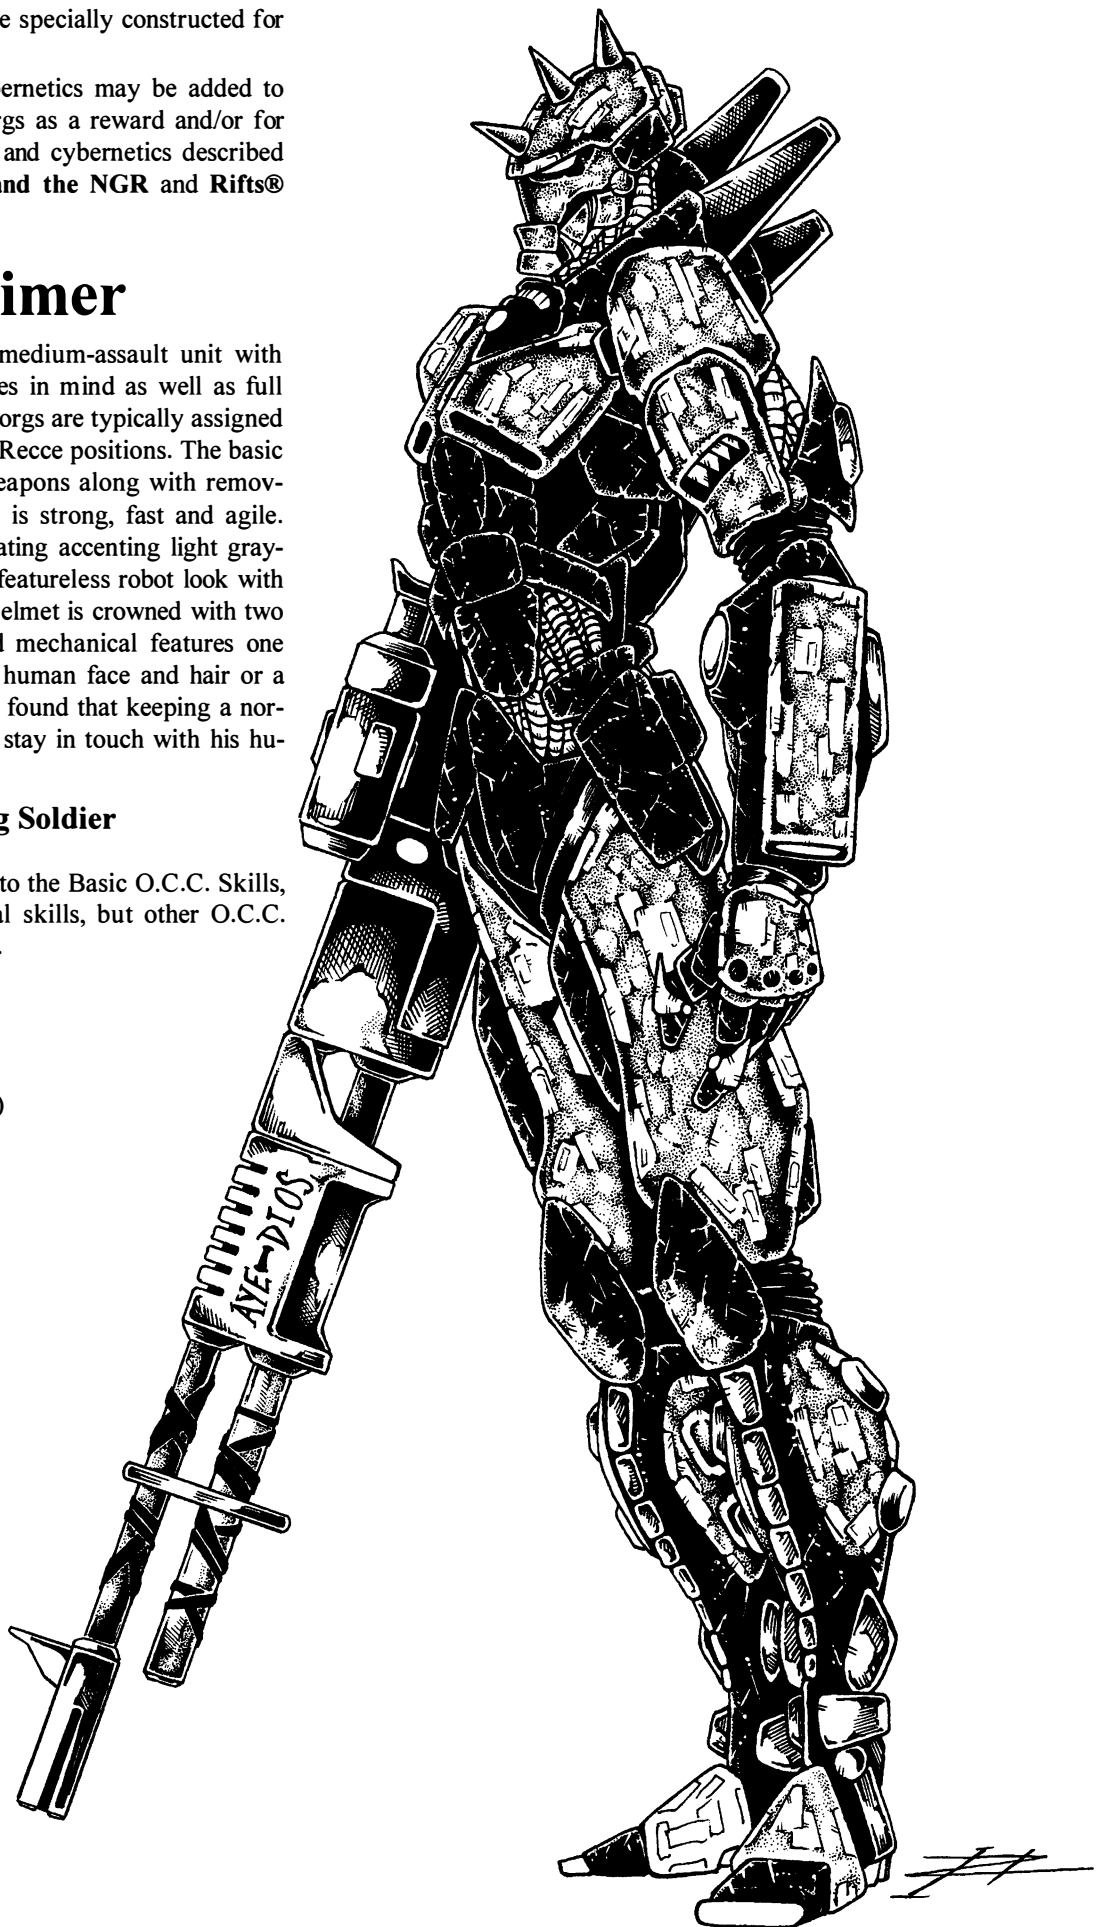 e specially constructed for
bernetics may be added to
rgs as a reward and/or for
and cybernetics described
and the NGR and Rifts®
imer
medium-assault unit with
es in mind as well as full
orgs are typically assigned
Recce positions. The basic
eapons along with remov-
is strong, fast and agile.
ating accenting light gray-
featureless robot look with
elmet is crowned with two
d mechanical features one
human face and hair or a
found that keeping a nor-
stay in touch with his hu-
g Soldier
to the Basic O.C.C. Skills,
al skills, but other O.C.C.
.
)
AYE-DIOS